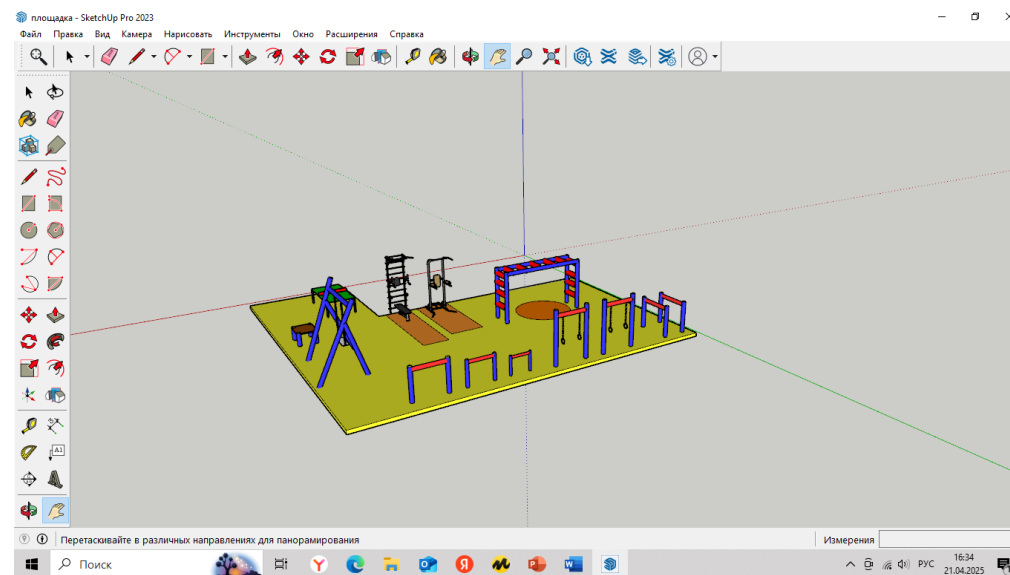 площадка - SketchUp Pro 2023
Файл Правка Вид Камера Нарисовать Инструменты Окно Расширения Справка
A1
Перетаскивайте в различных направлениях для панорамирования
Измерения
Поиск
РУС
16:34
21.04.2025